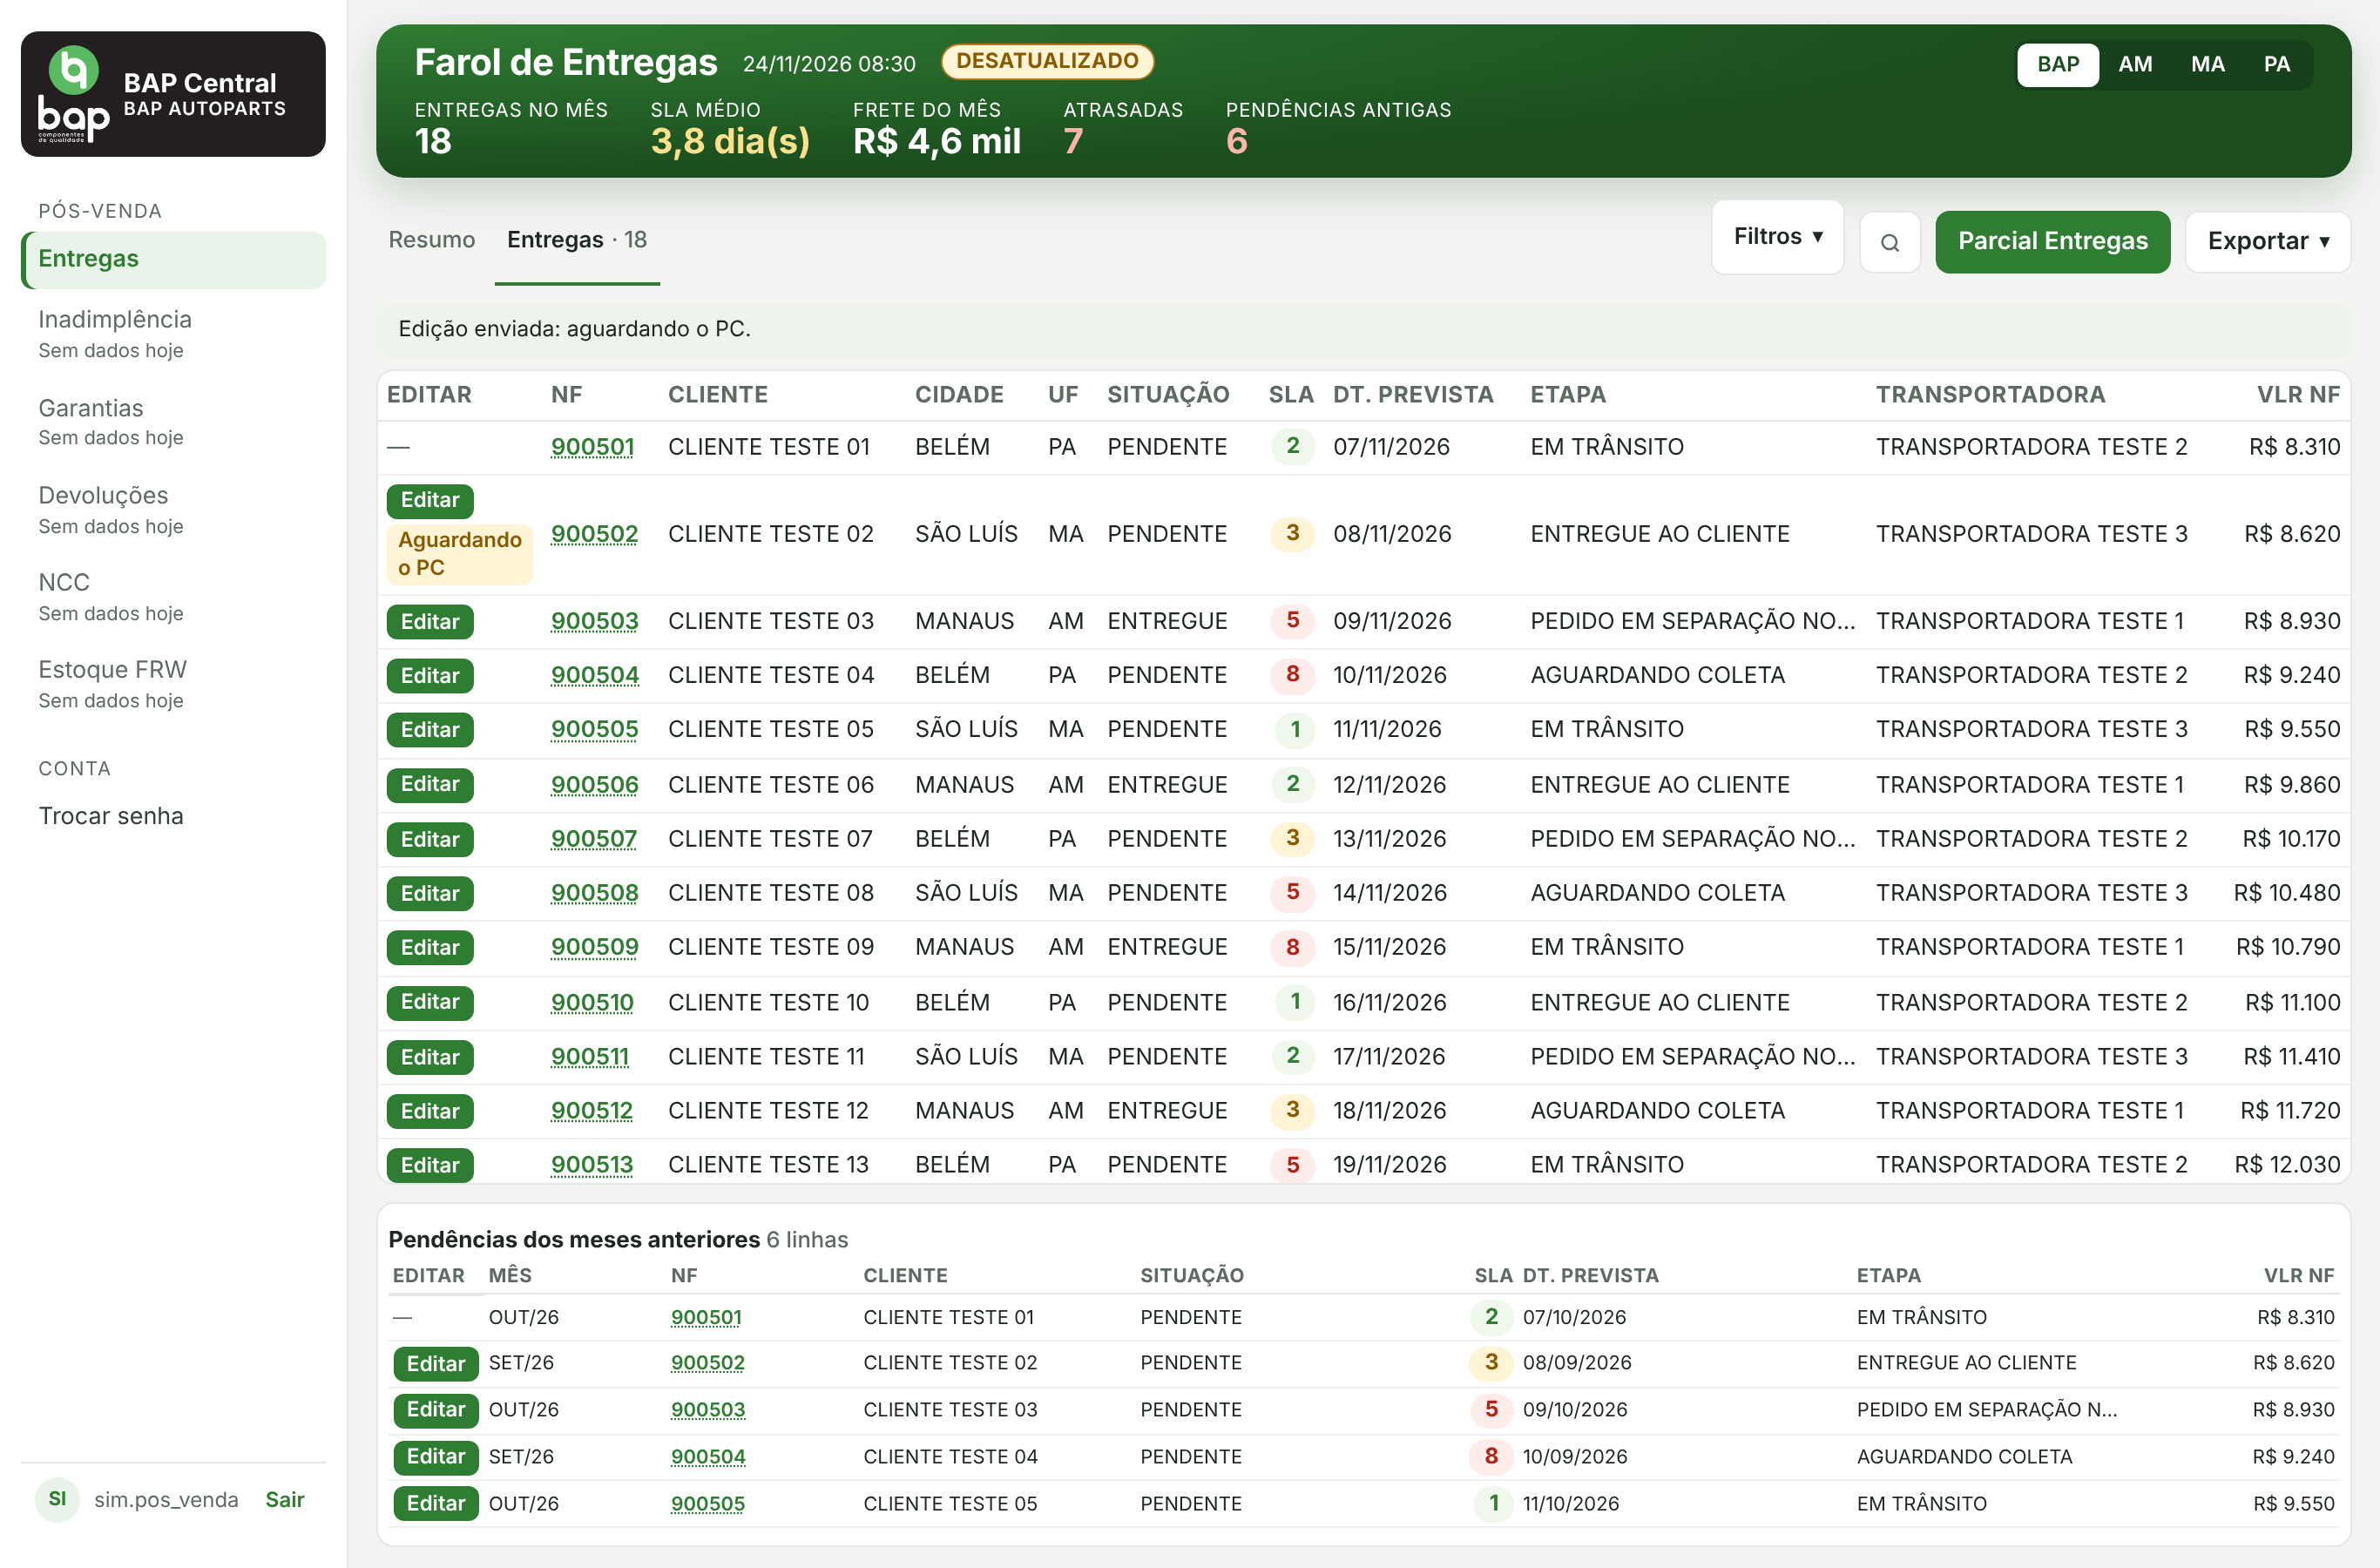 bap
componentes
de qualidade
BAP Central
BAP AUTOPARTS
PÓS-VENDA
Entregas
Inadimplência
Sem dados hoje
Garantias
Sem dados hoje
Devoluções
Sem dados hoje
NCC
Sem dados hoje
Estoque FRW
Sem dados hoje
CONTA
Trocar senha
SI sim.pos_venda Sair
Farol de Entregas 24/11/2026 08:30 DESATUALIZADO
BAP AM MA PA
ENTREGAS NO MÊS SLA MÉDIO FRETE DO MÊS ATRASADAS PENDÊNCIAS ANTIGAS
18 3,8 dia(s) R$ 4,6 mil 7 6
Resumo Entregas · 18 Filtros ▾ Parcial Entregas Exportar ▾
Edição enviada: aguardando o PC.
EDITAR NF CLIENTE CIDADE UF SITUAÇÃO SLA DT. PREVISTA ETAPA TRANSPORTADORA VLR NF
— 900501 CLIENTE TESTE 01 BELÉM PA PENDENTE 2 07/11/2026 EM TRÂNSITO TRANSPORTADORA TESTE 2 R$ 8.310
Editar
Aguardando
o PC
900502 CLIENTE TESTE 02 SÃO LUÍS MA PENDENTE 3 08/11/2026 ENTREGUE AO CLIENTE TRANSPORTADORA TESTE 3 R$ 8.620
Editar 900503 CLIENTE TESTE 03 MANAUS AM ENTREGUE 5 09/11/2026 PEDIDO EM SEPARAÇÃO NO... TRANSPORTADORA TESTE 1 R$ 8.930
Editar 900504 CLIENTE TESTE 04 BELÉM PA PENDENTE 8 10/11/2026 AGUARDANDO COLETA TRANSPORTADORA TESTE 2 R$ 9.240
Editar 900505 CLIENTE TESTE 05 SÃO LUÍS MA PENDENTE 1 11/11/2026 EM TRÂNSITO TRANSPORTADORA TESTE 3 R$ 9.550
Editar 900506 CLIENTE TESTE 06 MANAUS AM ENTREGUE 2 12/11/2026 ENTREGUE AO CLIENTE TRANSPORTADORA TESTE 1 R$ 9.860
Editar 900507 CLIENTE TESTE 07 BELÉM PA PENDENTE 3 13/11/2026 PEDIDO EM SEPARAÇÃO NO... TRANSPORTADORA TESTE 2 R$ 10.170
Editar 900508 CLIENTE TESTE 08 SÃO LUÍS MA PENDENTE 5 14/11/2026 AGUARDANDO COLETA TRANSPORTADORA TESTE 3 R$ 10.480
Editar 900509 CLIENTE TESTE 09 MANAUS AM ENTREGUE 8 15/11/2026 EM TRÂNSITO TRANSPORTADORA TESTE 1 R$ 10.790
Editar 900510 CLIENTE TESTE 10 BELÉM PA PENDENTE 1 16/11/2026 ENTREGUE AO CLIENTE TRANSPORTADORA TESTE 2 R$ 11.100
Editar 900511 CLIENTE TESTE 11 SÃO LUÍS MA PENDENTE 2 17/11/2026 PEDIDO EM SEPARAÇÃO NO... TRANSPORTADORA TESTE 3 R$ 11.410
Editar 900512 CLIENTE TESTE 12 MANAUS AM ENTREGUE 3 18/11/2026 AGUARDANDO COLETA TRANSPORTADORA TESTE 1 R$ 11.720
Editar 900513 CLIENTE TESTE 13 BELÉM PA PENDENTE 5 19/11/2026 EM TRÂNSITO TRANSPORTADORA TESTE 2 R$ 12.030
Pendências dos meses anteriores 6 linhas
EDITAR MÊS NF CLIENTE SITUAÇÃO SLA DT. PREVISTA ETAPA VLR NF
— OUT/26 900501 CLIENTE TESTE 01 PENDENTE 2 07/10/2026 EM TRÂNSITO R$ 8.310
Editar SET/26 900502 CLIENTE TESTE 02 PENDENTE 3 08/09/2026 ENTREGUE AO CLIENTE R$ 8.620
Editar OUT/26 900503 CLIENTE TESTE 03 PENDENTE 5 09/10/2026 PEDIDO EM SEPARAÇÃO N... R$ 8.930
Editar SET/26 900504 CLIENTE TESTE 04 PENDENTE 8 10/09/2026 AGUARDANDO COLETA R$ 9.240
Editar OUT/26 900505 CLIENTE TESTE 05 PENDENTE 1 11/10/2026 EM TRÂNSITO R$ 9.550